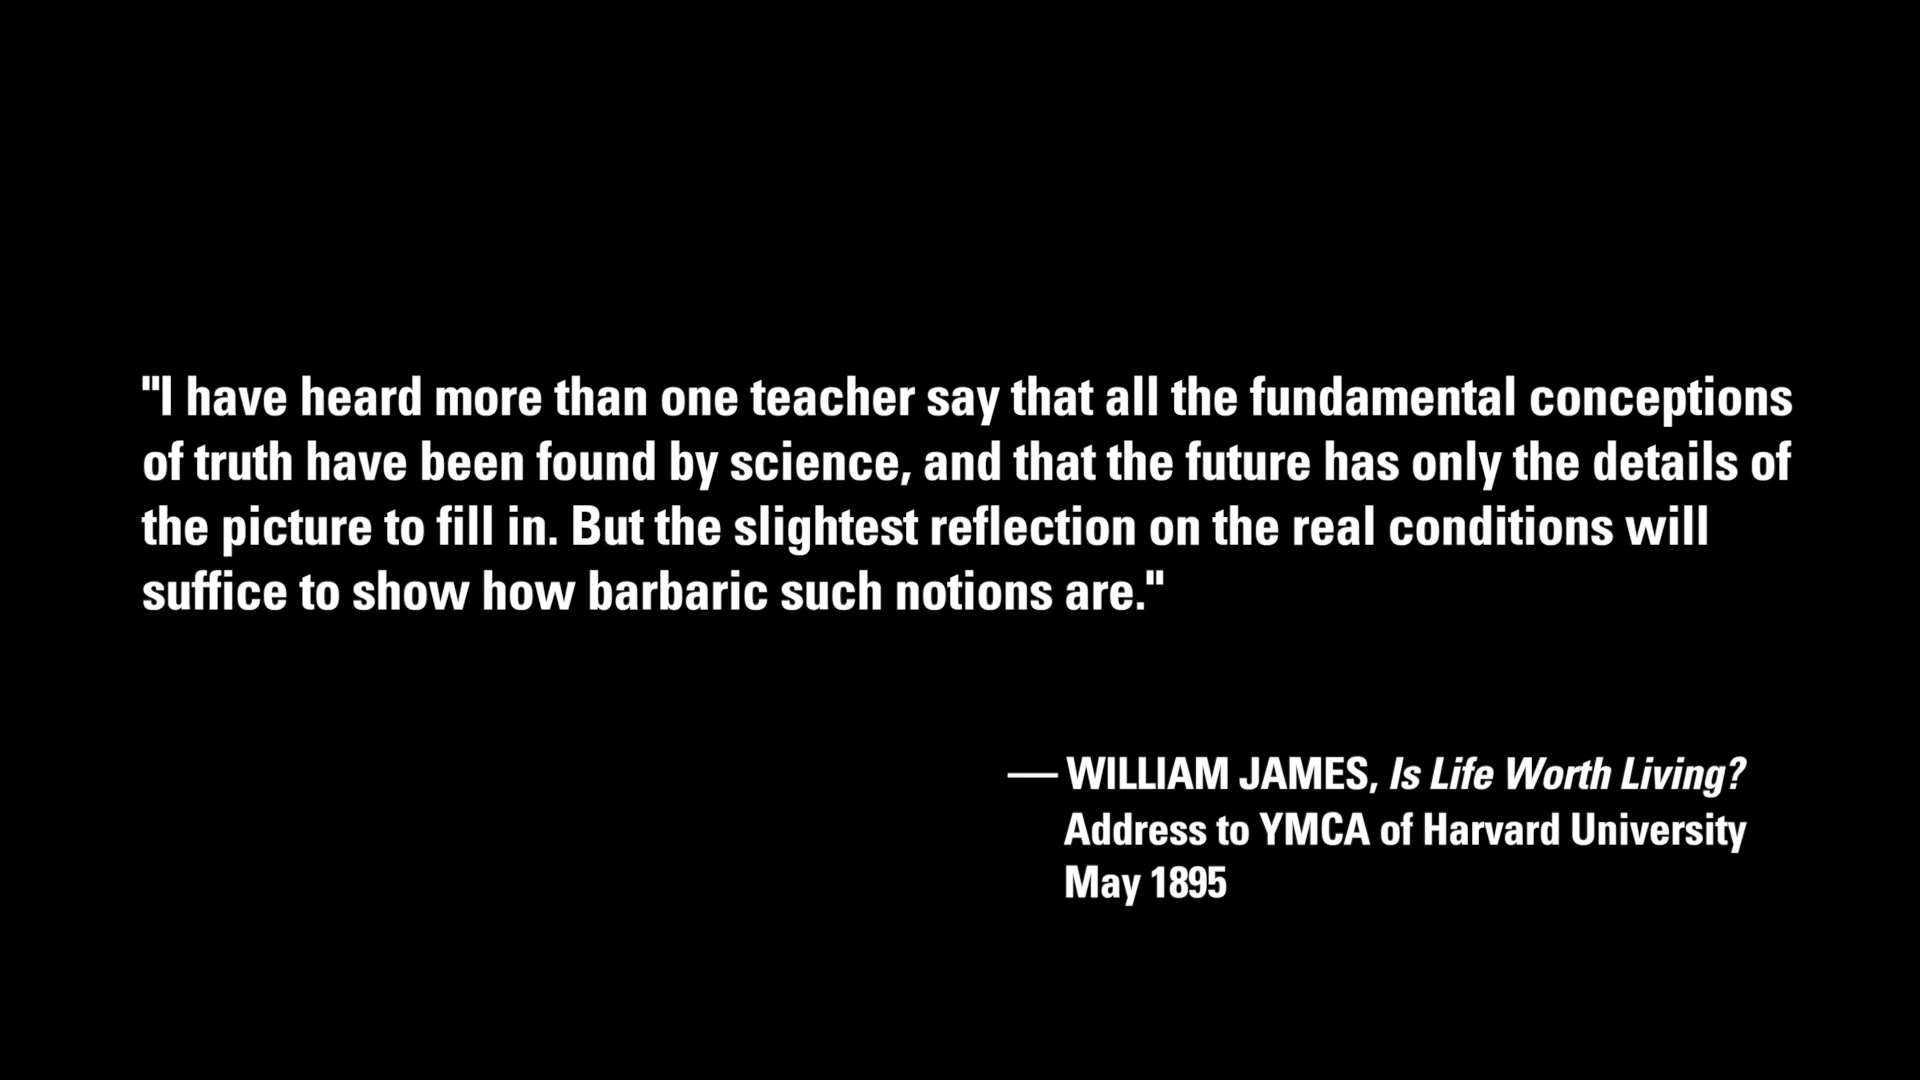 "I have heard more than one teacher say that all the fundamental conceptions
of truth have been found by science, and that the future has only the details of
the picture to fill in. But the slightest reflection on the real conditions will
suffice to show how barbaric such notions are."
— WILLIAM JAMES, Is Life Worth Living?
Address to YMCA of Harvard University
May 1895